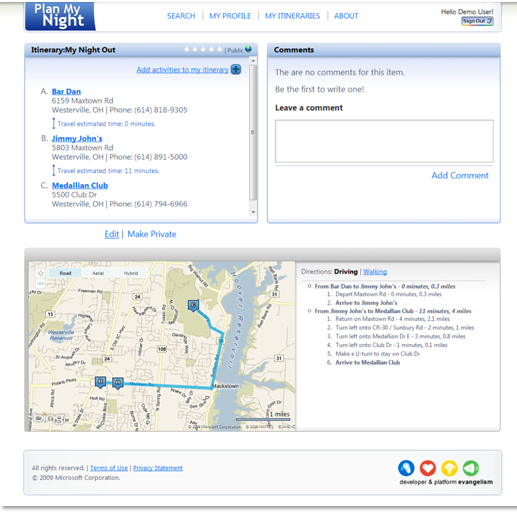 Plan My
Night
SEARCH | MY PROFILE | MY ITINERARIES | ABOUT
Hello Demo User!
Sign Out
Itinerary:My Night Out
| Public
Add activities to my itinerary
A. Bar Dan
6159 Maxtown Rd
Westerville, OH | Phone: (614) 818-9305
Travel estimated time: 0 minutes.
B. Jimmy John's
5803 Maxtown Rd
Westerville, OH | Phone: (614) 891-5000
Travel estimated time: 11 minutes.
C. Medallian Club
5500 Club Dr
Westerville, OH | Phone: (614) 794-6966
Edit | Make Private
Comments
The are no comments for this item.
Be the first to write one!
Leave a comment
Add Comment
Road Aerial Hybrid
Freeman Rd
Hoover Reservoir
Westerville
Reservoir
Polaris Pkwy
Maxtown Rd
Mackstown
1 miles
Directions: Driving | Walking
From Bar Dan to Jimmy John's - 0 minutes, 0.3 miles
1. Depart Maxtown Rd - 0 minutes, 0.3 miles
2. Arrive to Jimmy John's
From Jimmy John's to Medallian Club - 11 minutes, 4 miles
1. Return on Maxtown Rd - 4 minutes, 2.1 miles
2. Turn left onto CR-30 / Sunbury Rd - 2 minutes, 1 miles
3. Turn left onto Medallion Dr E - 3 minutes, 0.8 miles
4. Turn left onto Club Dr - 1 minutes, 0.1 miles
5. Make a U-turn to stay on Club Dr
6. Arrive to Medallian Club
All rights reserved. | Terms of Use | Privacy Statement
© 2009 Microsoft Corporation.
developer & platform evangelism